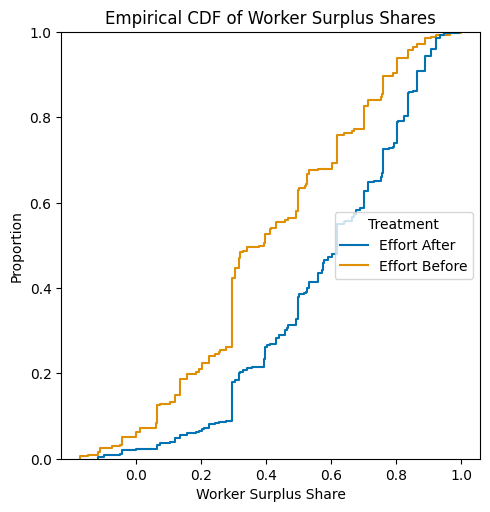 Empirical CDF of Worker Surplus Shares
Proportion
1.0
0.8
0.6
0.4
0.2
0.0
Treatment
Effort After
Effort Before
0.0 0.2 0.4 0.6 0.8 1.0
Worker Surplus Share